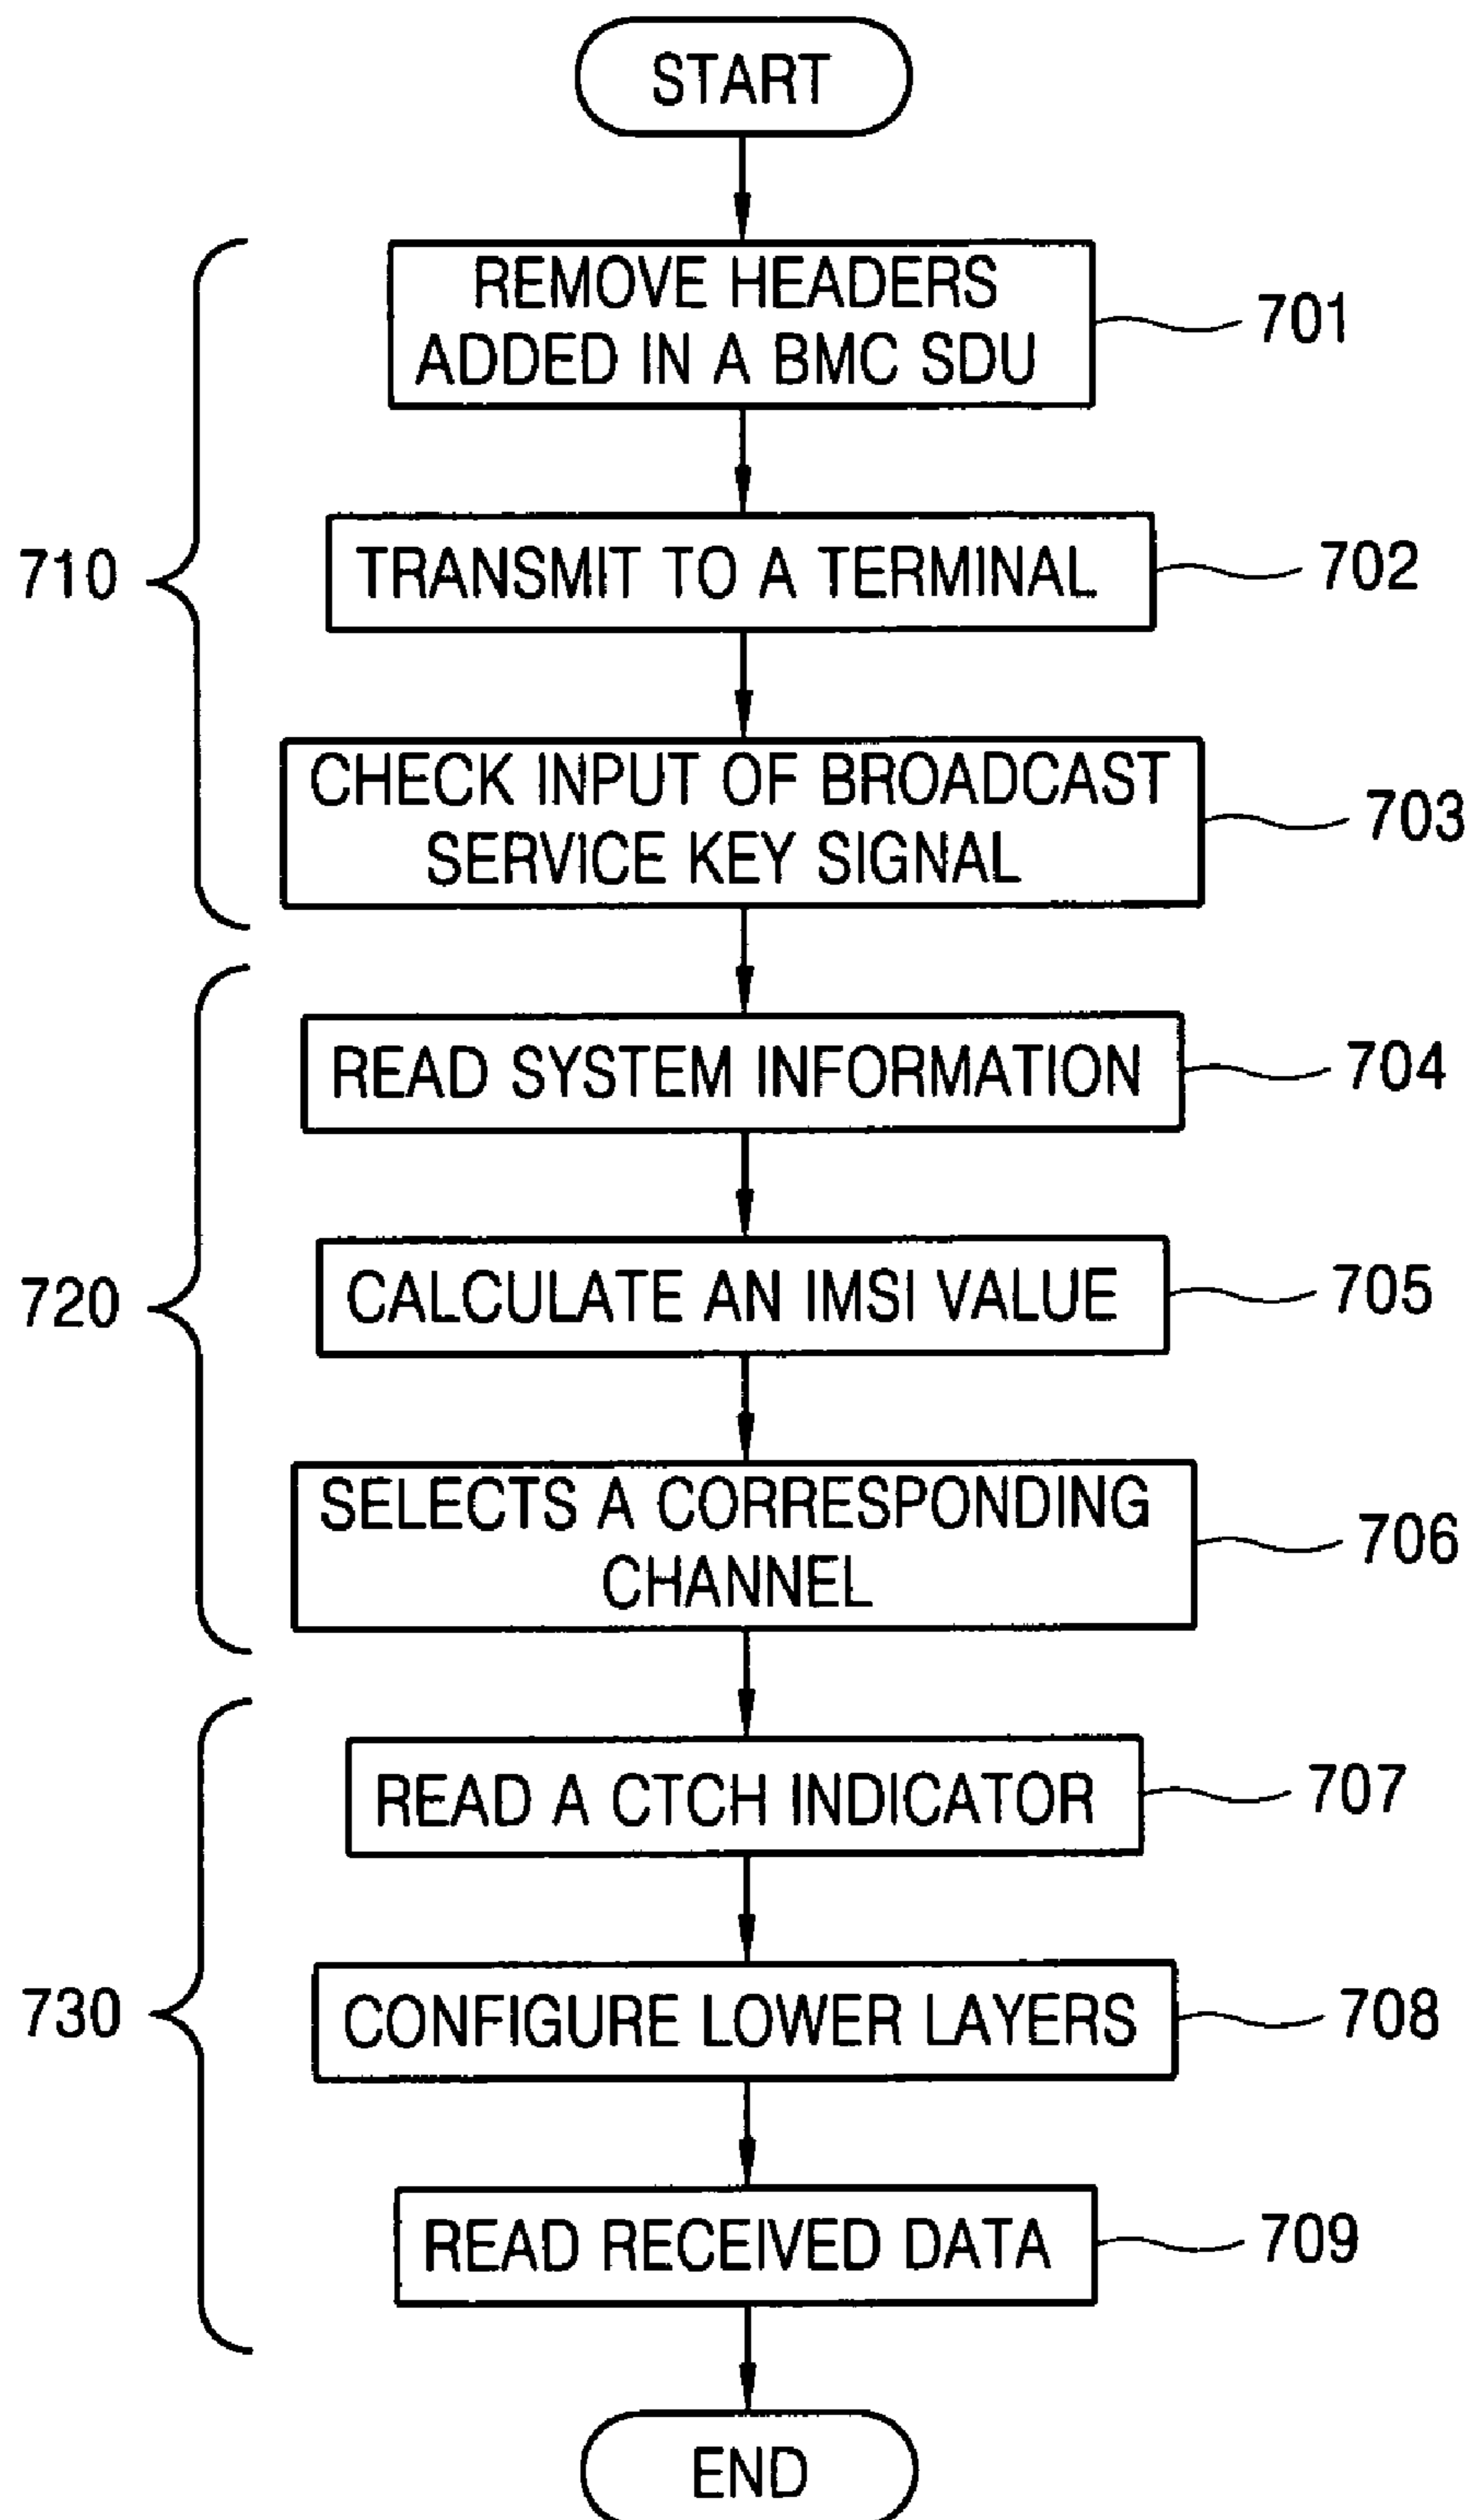 START
REMOVE HEADERS
ADDED IN A BMC SDU
701
710
TRANSMIT TO A TERMINAL
702
CHECK INPUT OF BROADCAST
SERVICE KEY SIGNAL
703
READ SYSTEM INFORMATION
704
720
CALCULATE AN IMSI VALUE
705
SELECTS A CORRESPONDING
CHANNEL
706
READ A CTCH INDICATOR
707
730
CONFIGURE LOWER LAYERS
708
READ RECEIVED DATA
709
END